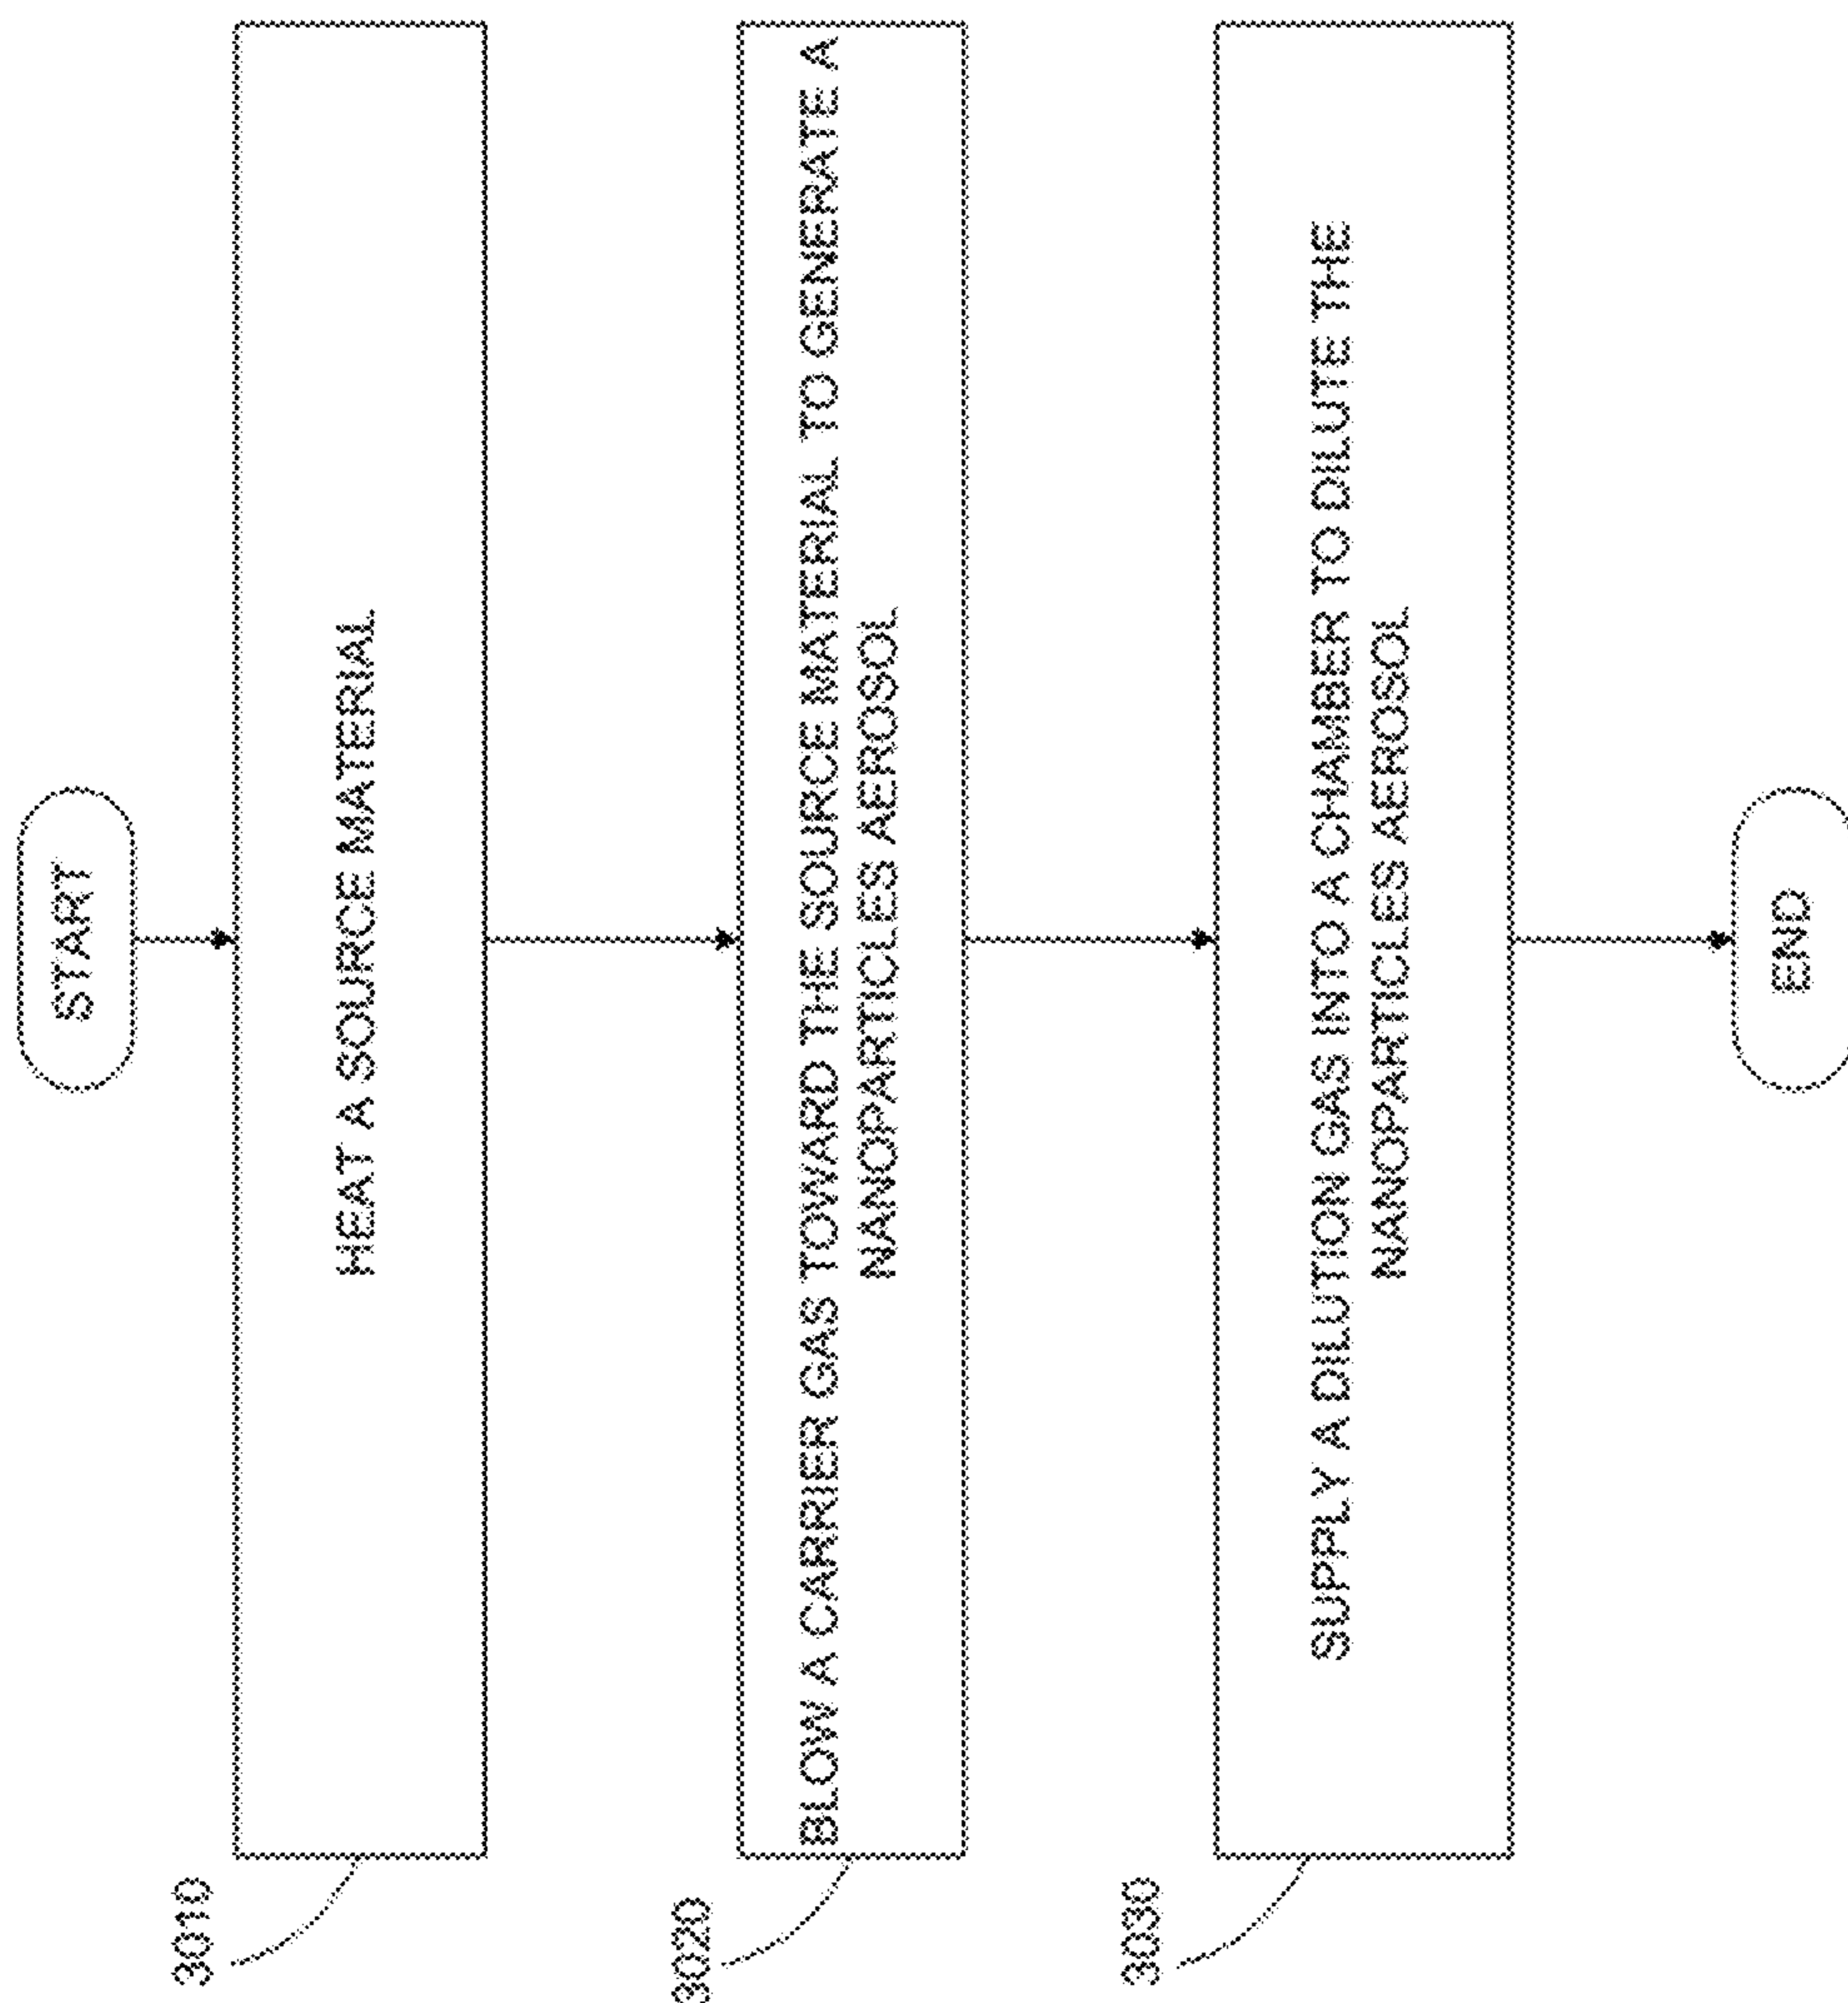 START
3010
HEAT A SOURCE MATERIAL
3020
BLOW A CARRIER GAS TOWARD THE SOURCE MATERIAL TO GENERATE A
NANOPARTICLES AEROSOL
3030
SUPPLY A DILUTION GAS INTO A CHAMBER TO DILUTE THE
NANOPARTICLES AEROSOL
END